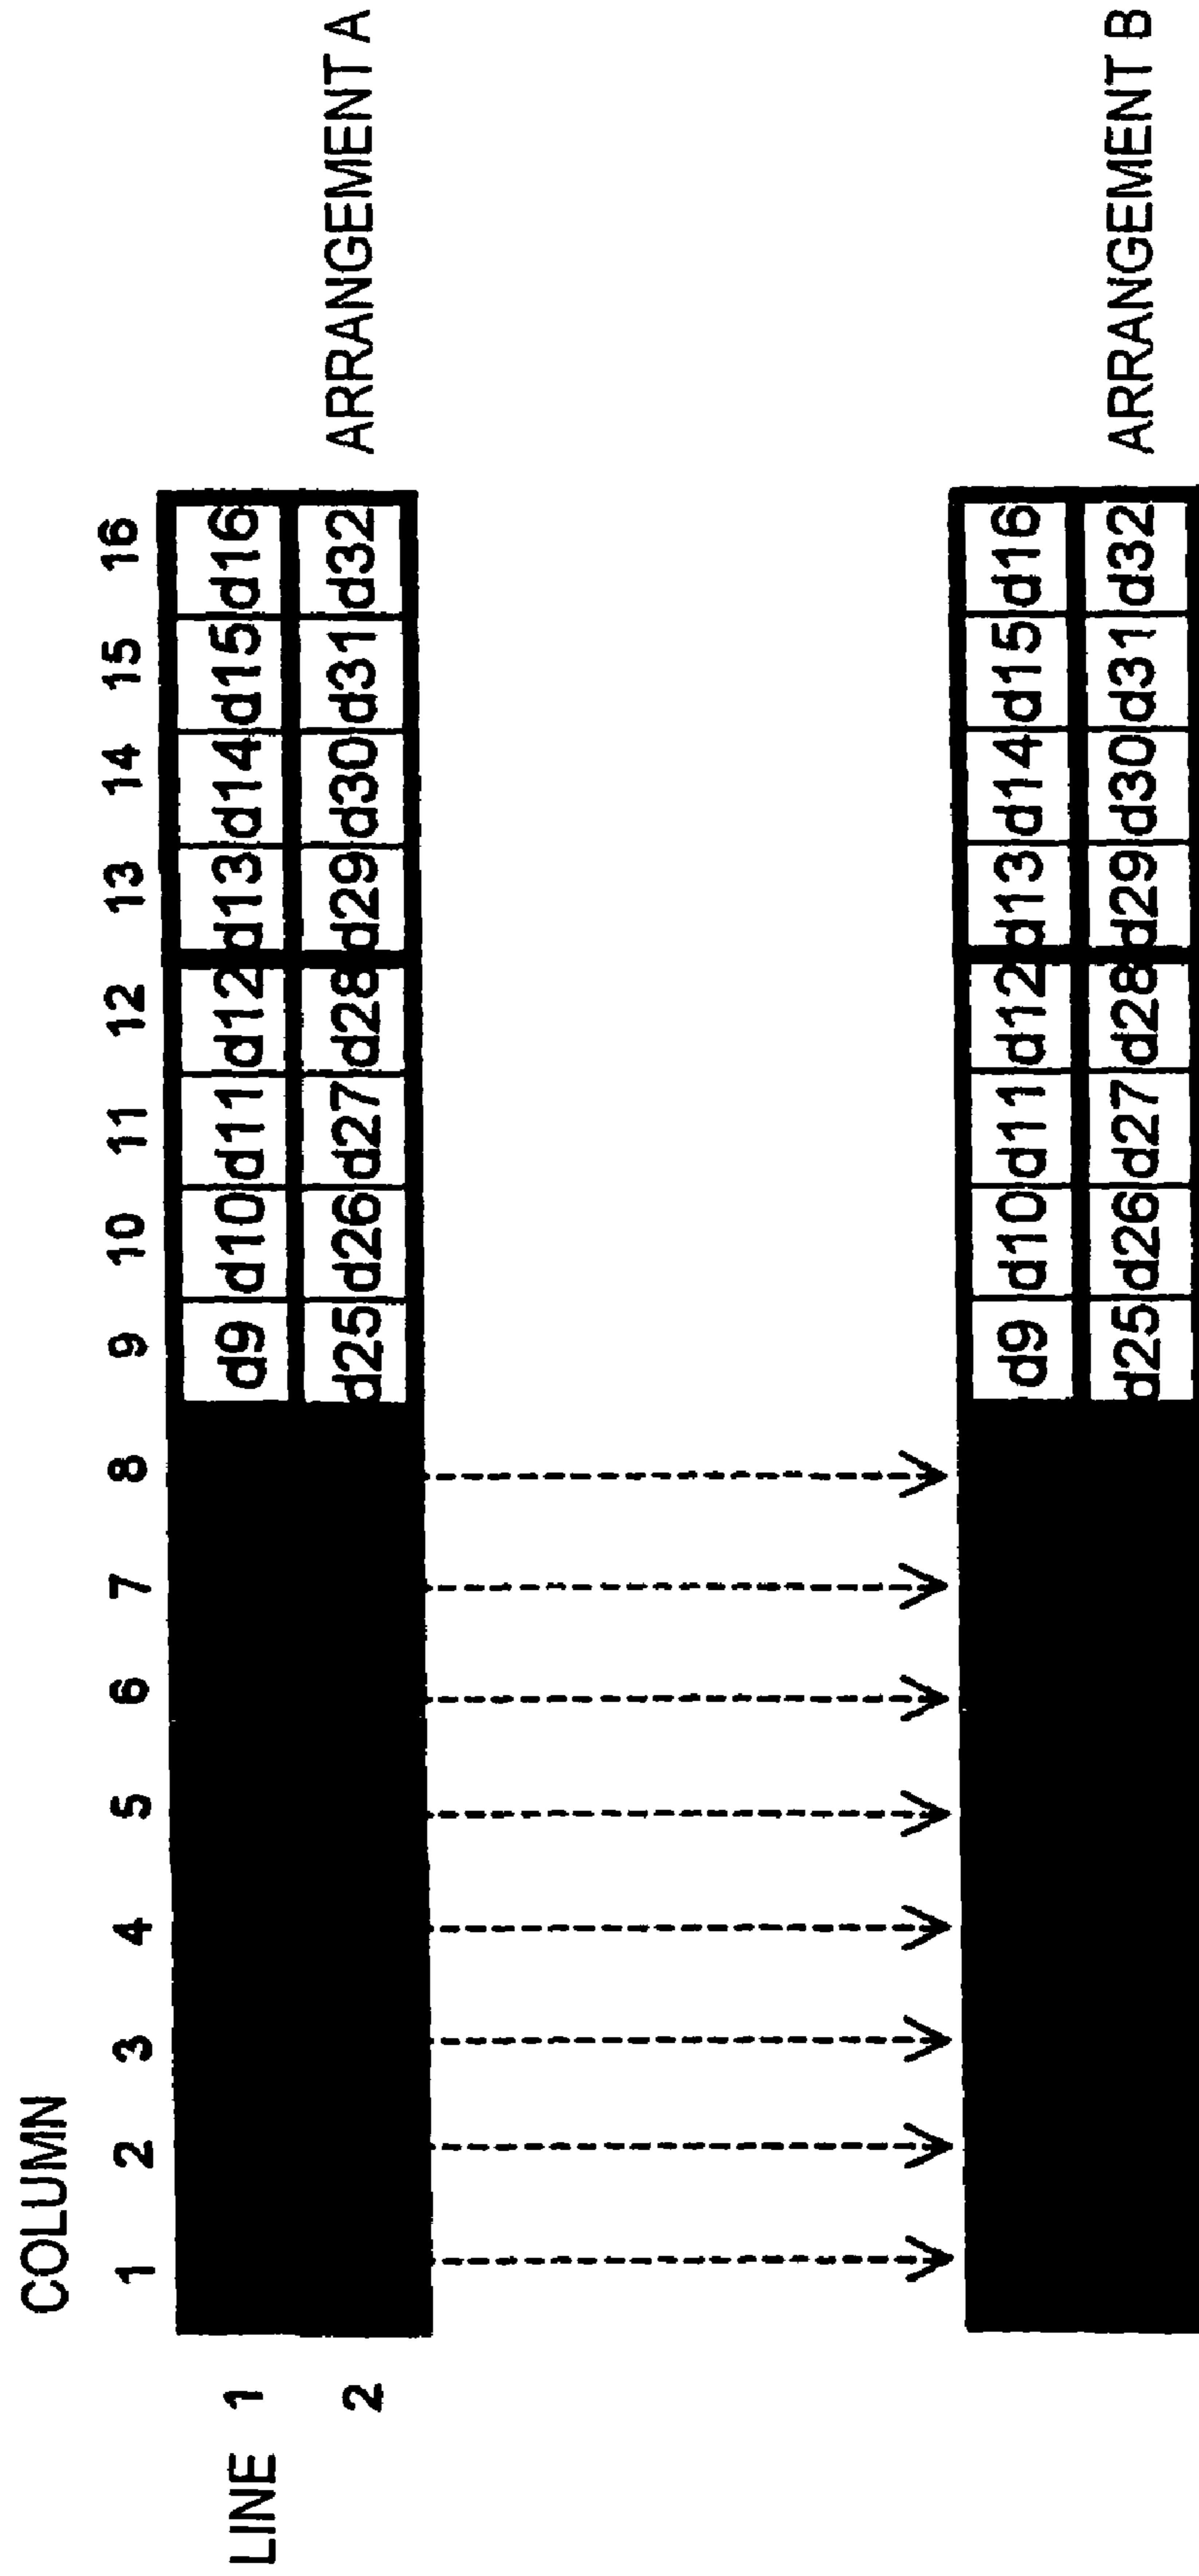 COLUMN
1 2 3 4 5 6 7 8 9 10 11 12 13 14 15 16
LINE 1 d9 d10 d11 d12 d13 d14 d15 d16
2 d25 d26 d27 d28 d29 d30 d31 d32 ARRANGEMENT A
d9 d10 d11 d12 d13 d14 d15 d16
d25 d26 d27 d28 d29 d30 d31 d32 ARRANGEMENT B